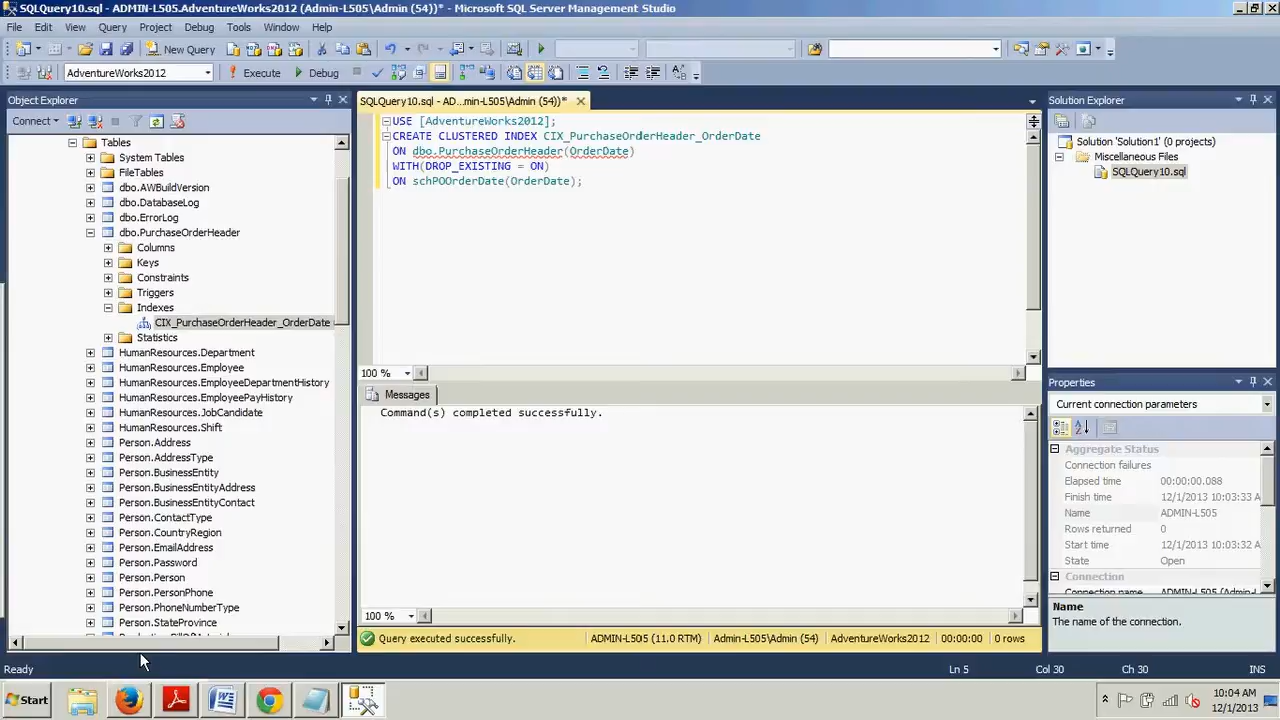 SQLQuery10.sql - ADMIN-L505.AdventureWorks2012 (Admin-L505\Admin (54))* - Microsoft SQL Server Management Studio
File Edit View Query Project Debug Tools Window Help
New Query
AdventureWorks2012 Execute Debug
Object Explorer
Connect
Tables
System Tables
FileTables
dbo.AWBuildVersion
dbo.DatabaseLog
dbo.ErrorLog
dbo.PurchaseOrderHeader
Columns
Keys
Constraints
Triggers
Indexes
CIX_PurchaseOrderHeader_OrderDate
Statistics
HumanResources.Department
HumanResources.Employee
HumanResources.EmployeeDepartmentHistory
HumanResources.EmployeePayHistory
HumanResources.JobCandidate
HumanResources.Shift
Person.Address
Person.AddressType
Person.BusinessEntity
Person.BusinessEntityAddress
Person.BusinessEntityContact
Person.ContactType
Person.CountryRegion
Person.EmailAddress
Person.Password
Person.Person
Person.PersonPhone
Person.PhoneNumberType
Person.StateProvince
SQLQuery10.sql - AD...min-L505\Admin (54))*
USE [AdventureWorks2012];
CREATE CLUSTERED INDEX CIX_PurchaseOrderHeader_OrderDate
ON dbo.PurchaseOrderHeader(OrderDate)
WITH(DROP_EXISTING = ON)
ON schPOOrderDate(OrderDate);
100 %
Messages
Command(s) completed successfully.
100 %
Query executed successfully. ADMIN-L505 (11.0 RTM) Admin-L505\Admin (54) AdventureWorks2012 00:00:00 0 rows
Solution Explorer
Solution 'Solution1' (0 projects)
Miscellaneous Files
SQLQuery10.sql
Properties
Current connection parameters
Aggregate Status
Connection failures
Elapsed time 00:00:00.088
Finish time 12/1/2013 10:03:33 A
Name ADMIN-L505
Rows returned 0
Start time 12/1/2013 10:03:32 A
State Open
Connection
Connection name ADMIN-L505 (Admin-
Name
The name of the connection.
Ready Ln 5 Col 30 Ch 30 INS
Start
10:04 AM
12/1/2013